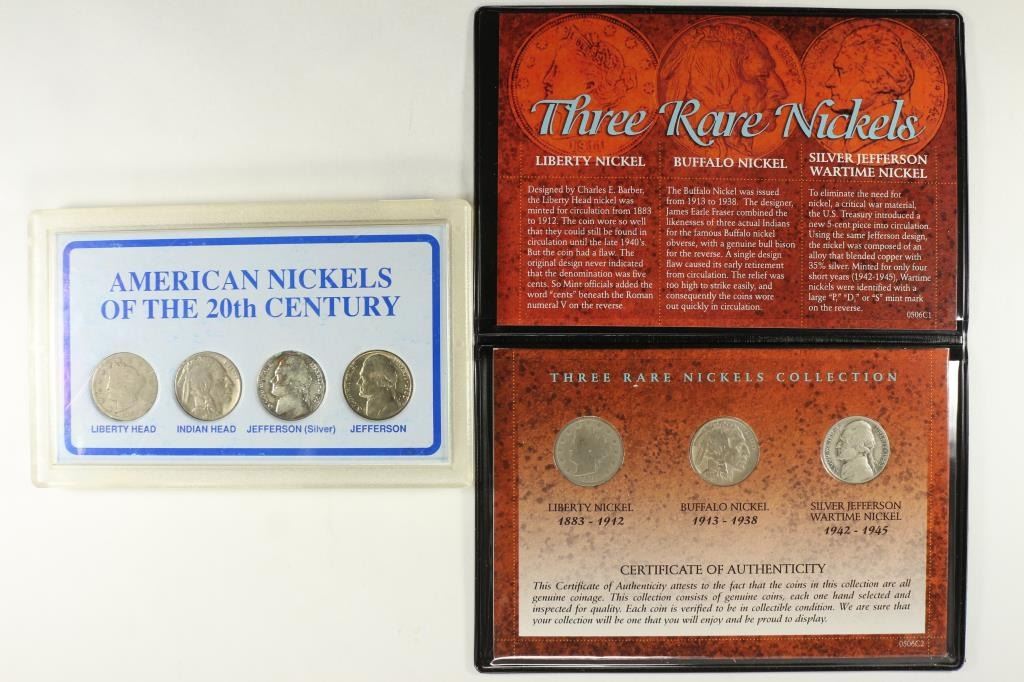 AMERICAN NICKELS
OF THE 20th CENTURY
LIBERTY HEAD
INDIAN HEAD
JEFFERSON (Silver)
JEFFERSON
Three Rare Nickels
LIBERTY NICKEL
Designed by Charles E. Barber,
the Liberty Head nickel was
minted for circulation from 1883
to 1912. The coin wore so well
that they could still be found in
circulation until the late 1940's.
But the coin had a flaw. The
original design never indicated
that the denomination was five
cents. So Mint officials added the
word "cents" beneath the Roman
numeral V on the reverse
BUFFALO NICKEL
The Buffalo Nickel was issued
from 1913 to 1938. The designer,
James Earle Fraser combined the
likenesses of three actual Indians
for the famous Buffalo nickel
obverse, with a genuine bull bison
for the reverse. A single design
flaw caused its early retirement
from circulation. The relief was
too high to strike easily, and
consequently the coins wore
out quickly in circulation.
SILVER JEFFERSON
WARTIME NICKEL
To eliminate the need for
nickel, a critical war material,
the U.S. Treasury introduced a
new 5-cent piece into circulation.
Using the same Jefferson design,
the nickel was composed of an
alloy that blended copper with
35% silver. Minted for only four
short years (1942-1945), Wartime
nickels were identified with a
large "P," "D," or "S" mint mark
on the reverse.
0506C1
THREE RARE NICKELS COLLECTION
LIBERTY NICKEL
1883 - 1912
BUFFALO NICKEL
1913 - 1938
SILVER JEFFERSON
WARTIME NICKEL
1942 - 1945
CERTIFICATE OF AUTHENTICITY
This Certificate of Authenticity attests to the fact that the coins in this collection are all
genuine coinage. This collection consists of genuine coins, each one hand selected and
inspected for quality. Each coin is verified to be in collectible condition. We are sure that
your collection will be one that you will enjoy and be proud to display.
0506C2